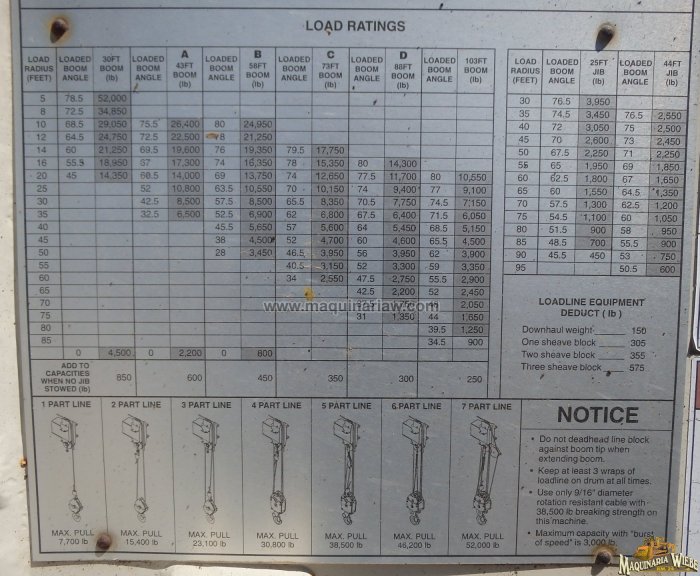 LOAD RATINGS
LOAD RADIUS (FEET) LOADED BOOM ANGLE 30FT BOOM (lb) LOADED BOOM ANGLE A 43FT BOOM (lb) LOADED BOOM ANGLE B 58FT BOOM (lb) LOADED BOOM ANGLE C 73FT BOOM (lb) LOADED BOOM ANGLE D 88FT BOOM (lb) LOADED BOOM ANGLE 103FT BOOM (lb)
5 78.5 52,000
8 72.5 34,850
10 68.5 29,050 75.5 26,400 80 24,950
12 64.5 24,750 72.5 22,500 78 21,250
14 60 21,250 69.5 19,600 76 19,350 79.5 17,750
16 55.5 18,950 67 17,300 74 16,350 78 15,350 80 14,300
20 45 14,350 60.5 14,000 69 13,750 74 12,650 77.5 11,700 80 10,550
25 52 10,800 63.5 10,550 70 10,150 74 9,400 77 9,100
30 42.5 8,500 57.5 8,500 65.5 8,350 70.5 7,750 74.5 7,150
35 32.5 6,500 52.5 6,900 62 6,800 67.5 6,400 71.5 6,050
40 45.5 5,650 57 5,600 64 5,450 68.5 5,150
45 38 4,500 52 4,700 60 4,600 65.5 4,500
50 28 3,450 46.5 3,950 56 3,950 62 3,900
55 40.5 3,150 52 3,300 59 3,350
60 34 2,550 47.5 2,750 55.5 2,900
65 42.5 2,200 52 2,450
70 2,050
75 31 1,350 44 1,650
80 39.5 1,250
85 34.5 900
0 4,500 0 2,200 0 800
ADD TO CAPACITIES WHEN NO JIB STOWED (lb) 850 600 450 350 300 250
LOAD RADIUS (FEET) LOADED BOOM ANGLE 25FT JIB (lb) LOADED BOOM ANGLE 44FT JIB (lb)
30 76.5 3,950
35 74.5 3,450 76.5 2,550
40 72 3,050 75 2,500
45 70 2,600 73 2,450
50 67.5 2,250 71 2,250
55 65 1,950 69 1,850
60 62.5 1,800 67 1,650
65 60 1,550 64.5 1,350
70 57.5 1,300 62.5 1,200
75 54.5 1,100 60 1,050
80 51.5 900 58 950
85 48.5 700 55.5 900
90 45.5 450 53 750
95 50.5 600
LOADLINE EQUIPMENT
DEDUCT ( lb )
Downhaul weight 150
One sheave block 305
Two sheave block 355
Three sheave block 575
www.maquinariaw.com
1 PART LINE 2 PART LINE 3 PART LINE 4 PART LINE 5 PART LINE 6 PART LINE 7 PART LINE
MAX. PULL MAX. PULL MAX. PULL MAX. PULL MAX. PULL MAX. PULL MAX. PULL
7,700 lb 15,400 lb 23,100 lb 30,800 lb 38,500 lb 46,200 lb 52,000 lb
NOTICE
• Do not deadhead line block
against boom tip when
extending boom.
• Keep at least 3 wraps of
loadline on drum at all times.
• Use only 9/16" diameter
rotation resistant cable with
38,500 lb breaking strength on
this machine.
• Maximum capacity with "burst
of speed" is 3,000 lb.
MAQUINARIA WIEBE